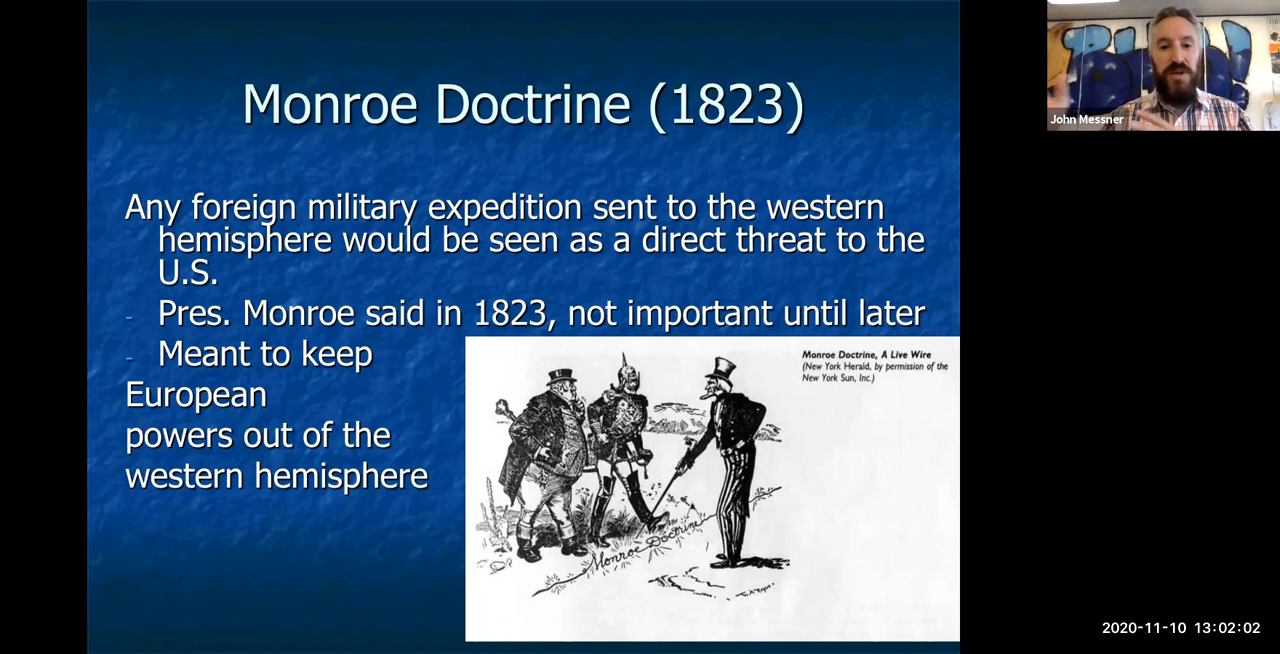 Monroe Doctrine (1823)
Any foreign military expedition sent to the western
hemisphere would be seen as a direct threat to the
U.S.
- Pres. Monroe said in 1823, not important until later
- Meant to keep
European
powers out of the
western hemisphere
Monroe Doctrine, A Live Wire
(New York Herald, by permission of the
New York Sun, Inc.)
Monroe Doctrine
John Messner
2020-11-10 13:02:02